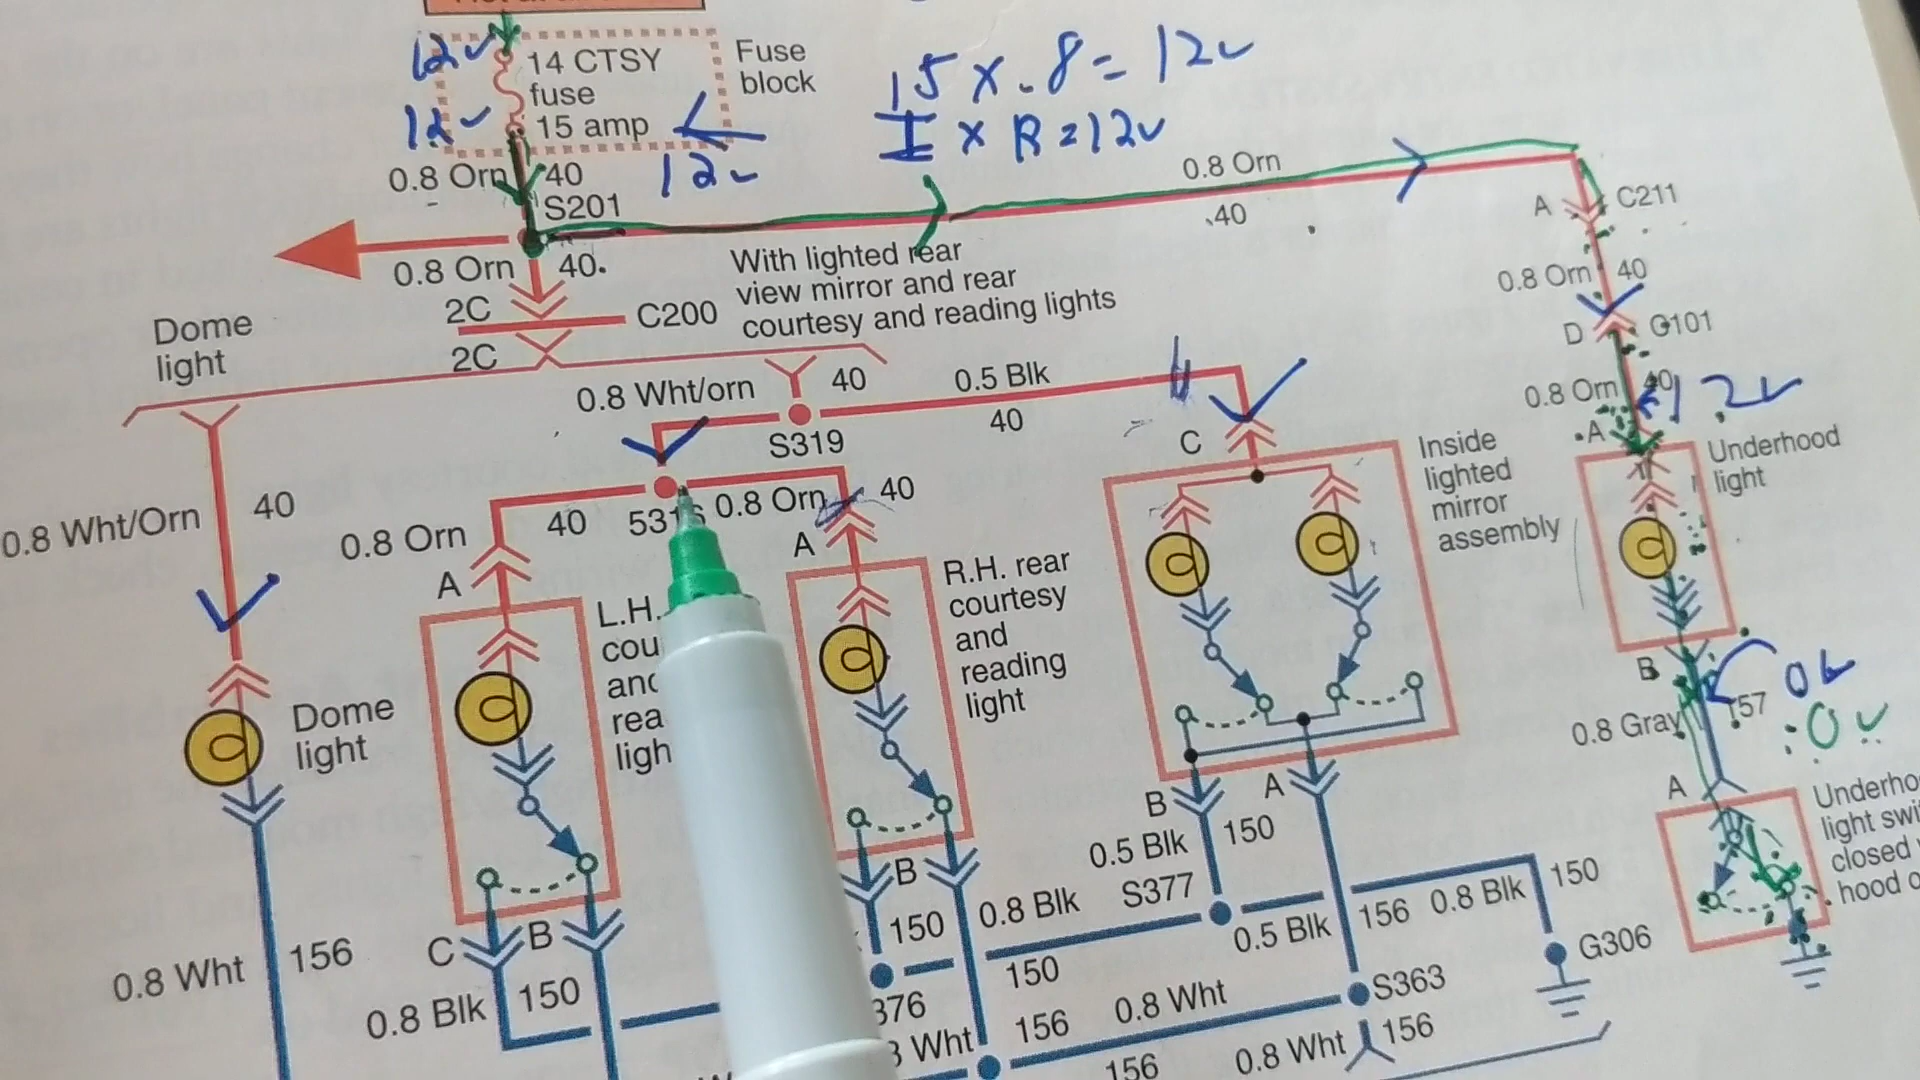 12v
14 CTSY
fuse
15 amp
Fuse
block
12v
12v
15 x .8 = 12v
I x R = 12v
0.8 Orn
40
S201
0.8 Orn
40
A
C211
0.8 Orn
40
0.8 Orn
40
2C
C200
2C
With lighted rear
view mirror and rear
courtesy and reading lights
D
G101
Dome
light
0.8 Wht/orn
40
S319
0.5 Blk
40
0.8 Orn
40
12v
A
Underhood
light
C
Inside
lighted
mirror
assembly
0.8 Wht/Orn
40
0.8 Orn
40
0.8 Orn
40
A
A
L.H.
R.H. rear
courtesy
and
reading
light
Dome
light
B
0.8 Gray
157
0v
0v
A
closed
hood
B
A
0.5 Blk
150
S377
C
B
B
150
0.8 Blk
150
0.5 Blk
156
0.8 Blk
150
G306
0.8 Wht
156
0.8 Blk
150
376
Wht
156
0.8 Wht
S363
156
0.8 Wht
156